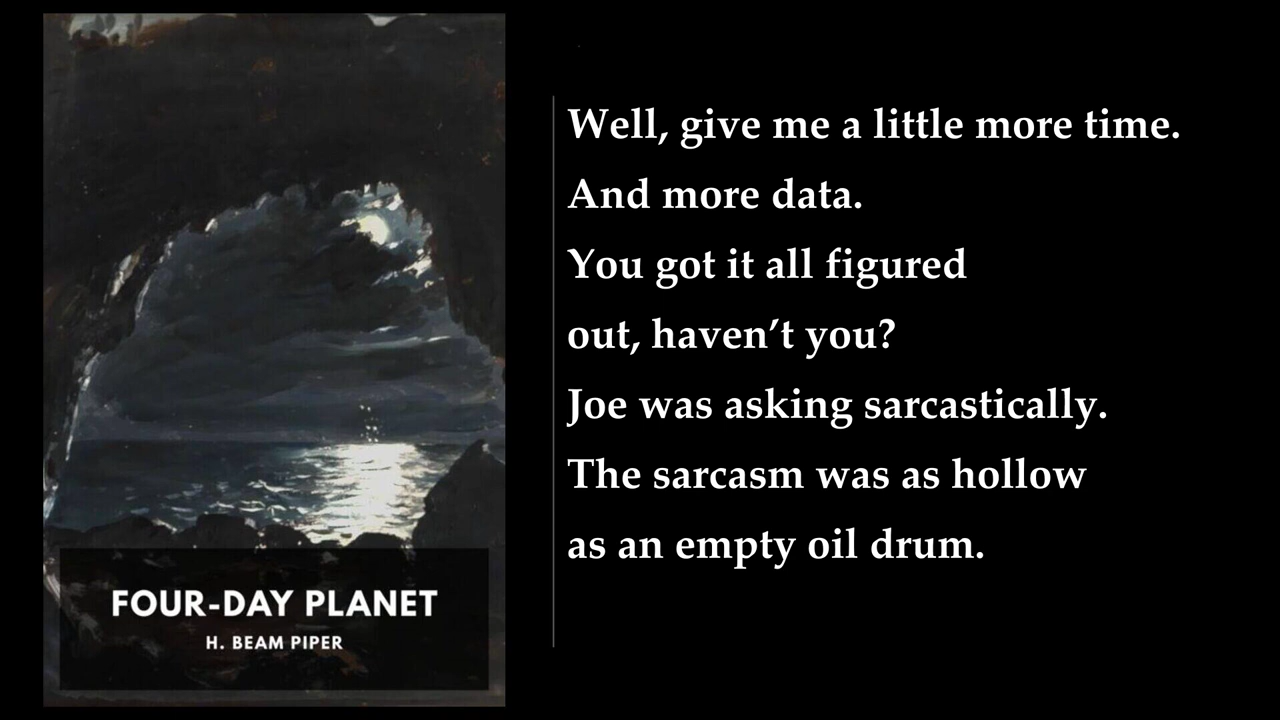 FOUR-DAY PLANET
H. BEAM PIPER
Well, give me a little more time.
And more data.
You got it all figured
out, haven’t you?
Joe was asking sarcastically.
The sarcasm was as hollow
as an empty oil drum.